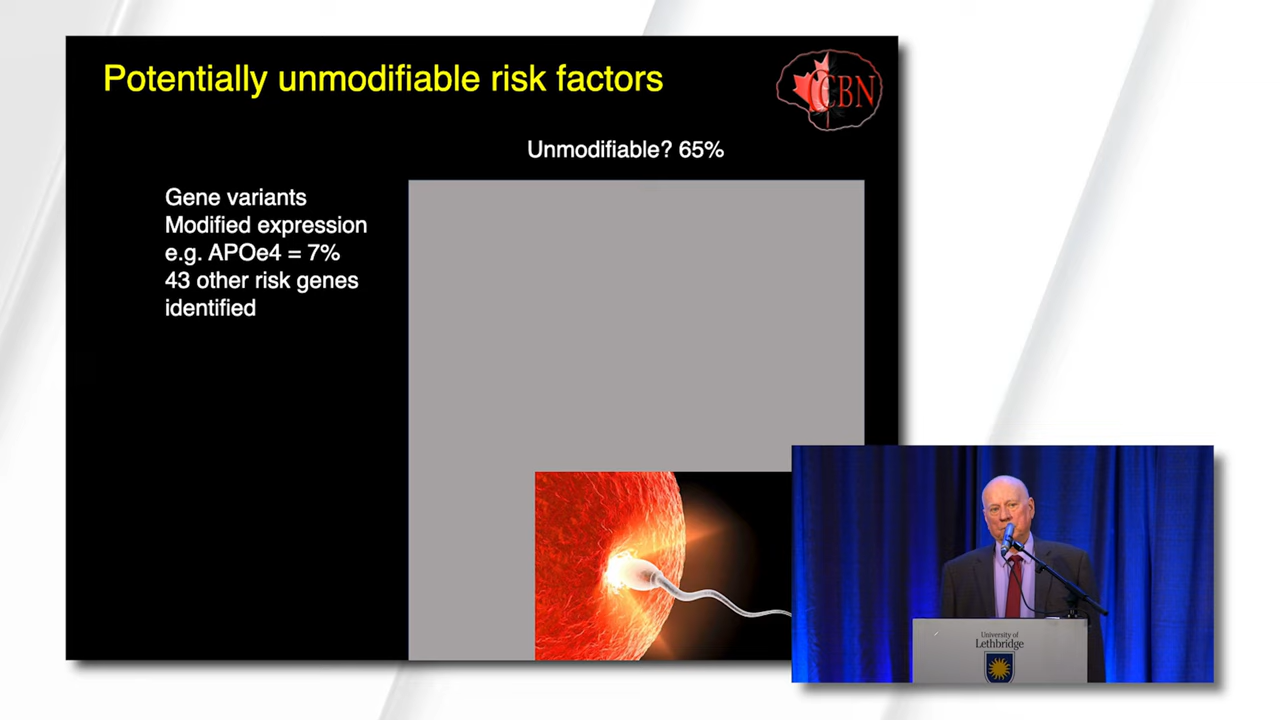 Potentially unmodifiable risk factors
CCBN
Unmodifiable? 65%
Gene variants
Modified expression
e.g. APOe4 = 7%
43 other risk genes
identified
University of
Lethbridge